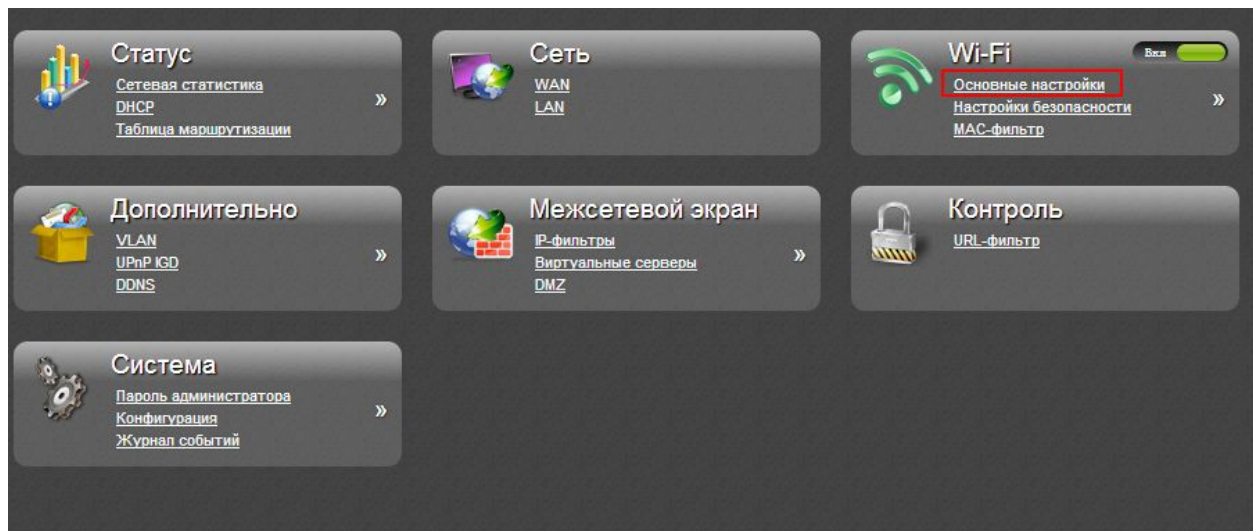 Статус
Сетевая статистика
DHCP
Таблица маршрутизации
»
Сеть
WAN
LAN
Wi-Fi
Вкл
Основные настройки
Настройки безопасности
MAC-фильтр
»
Дополнительно
VLAN
UPnP IGD
DDNS
»
Межсетевой экран
IP-фильтры
Виртуальные серверы
DMZ
»
Контроль
URL-фильтр
Система
Пароль администратора
Конфигурация
Журнал событий
»